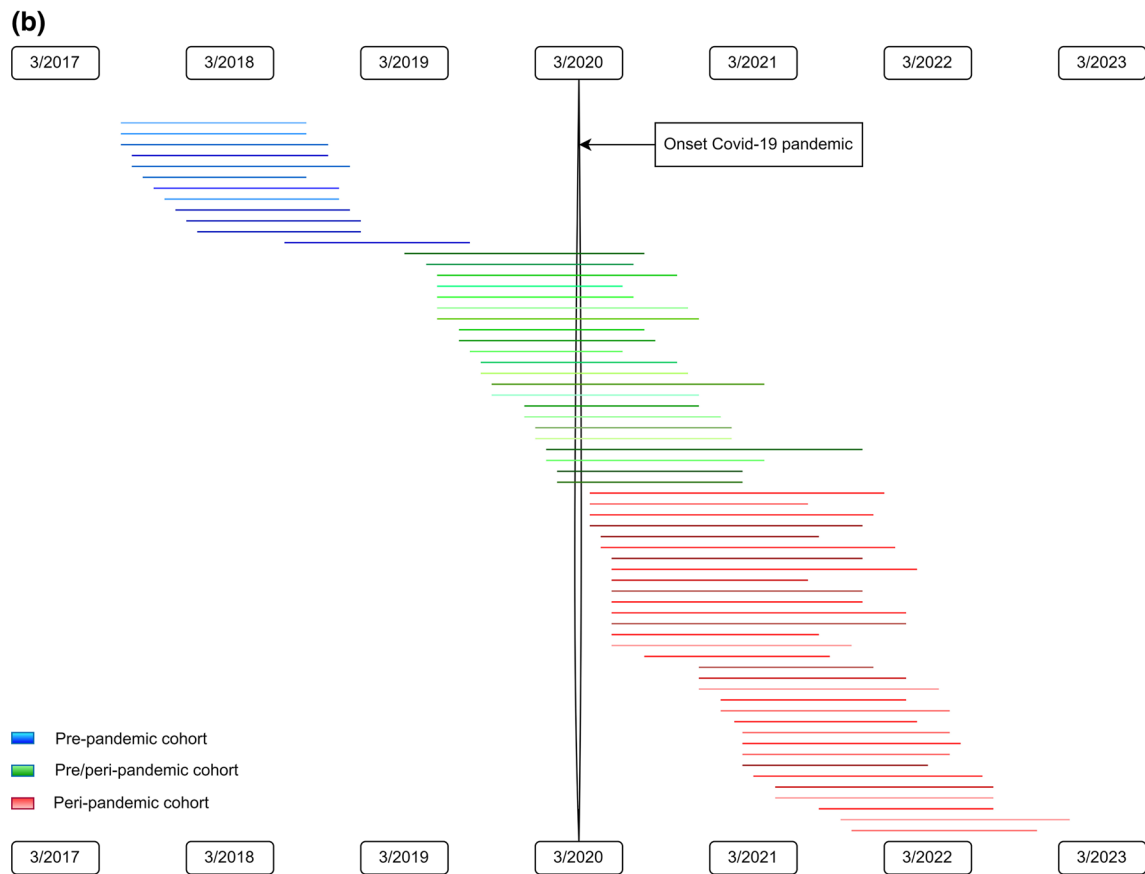 (b)
3/2017 3/2018 3/2019 3/2020 3/2021 3/2022 3/2023
Onset Covid-19 pandemic
Pre-pandemic cohort
Pre/peri-pandemic cohort
Peri-pandemic cohort
3/2017 3/2018 3/2019 3/2020 3/2021 3/2022 3/2023